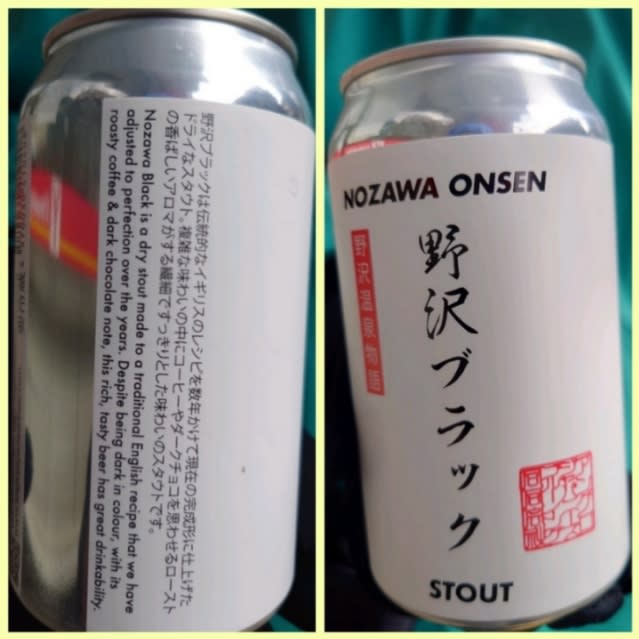 野沢ブラックは伝統的なイギリスのレシピを数年かけて現在の完成形に仕上げた
ドライなスタウト。複雑な味わいの中にコーヒーやダークチョコを思わせるロースト
の香ばしいアロマがする繊細ですっきりとした味わいのスタウトです。
Nozawa Black is a dry stout made to a traditional English recipe that we have
adjusted to perfection over the years. Despite being dark in colour, with its
roasty coffee & dark chocolate note, this rich, tasty beer has great drinkability.
NOZAWA ONSEN
野沢ブラック
STOUT